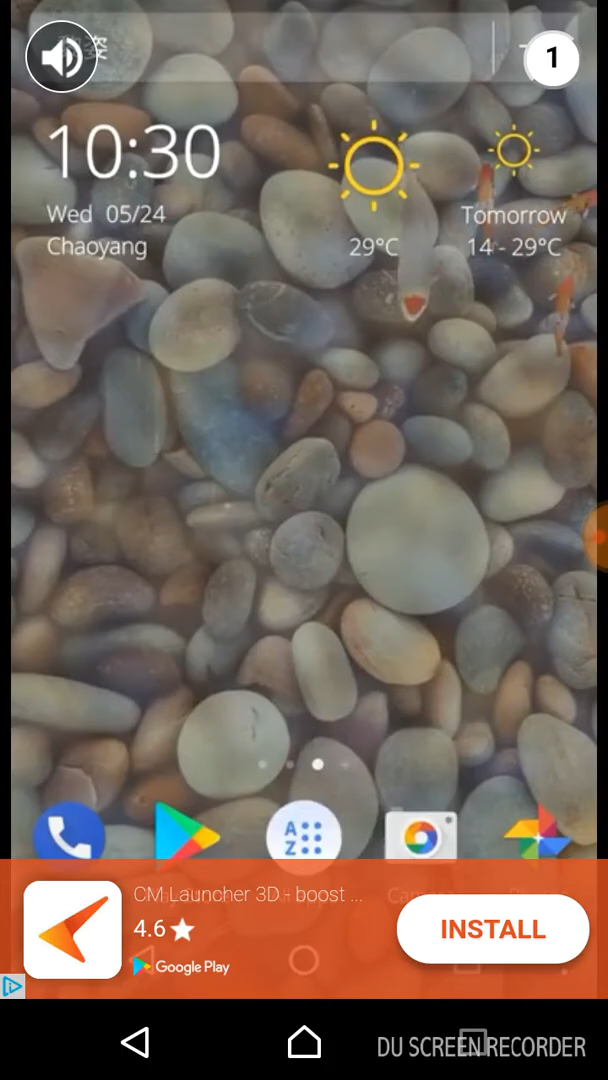 1
10:30
Wed 05/24
Chaoyang
29°C
Tomorrow
14 - 29°C
A
Z
CM Launcher 3D - boost ...
4.6
Google Play
INSTALL
DU SCREEN RECORDER